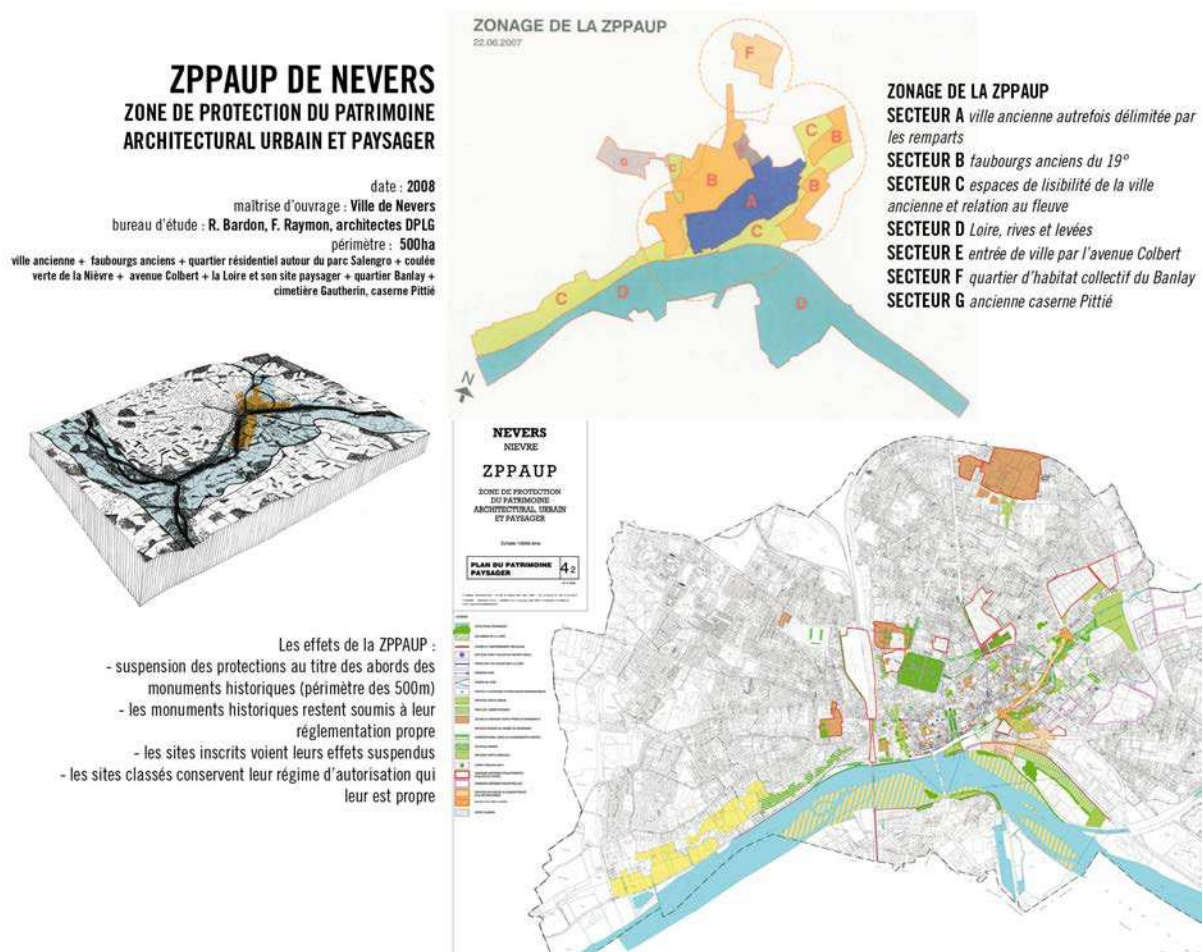 ZPPAUP DE NEVERS
ZONE DE PROTECTION DU PATRIMOINE
ARCHITECTURAL URBAIN ET PAYSAGER
date : 2008
maîtrise d'ouvrage : Ville de Nevers
bureau d'étude : R. Bardon, F. Raymon, architectes DPLG
périmètre : 500ha
ville ancienne + faubourgs anciens + quartier résidentiel autour du parc Salengro + coulée
verte de la Nièvre + avenue Colbert + la Loire et son site paysager + quartier Banlay +
cimetière Gautherin, caserne Pittié
ZONAGE DE LA ZPPAUP
22.06.2007
F
C
B
G
C
B
B
A
C
C
D
D
N
ZONAGE DE LA ZPPAUP
SECTEUR A ville ancienne autrefois délimitée par
les remparts
SECTEUR B faubourgs anciens du 19°
SECTEUR C espaces de lisibilité de la ville
ancienne et relation au fleuve
SECTEUR D Loire, rives et levées
SECTEUR E entrée de ville par l'avenue Colbert
SECTEUR F quartier d'habitat collectif du Banlay
SECTEUR G ancienne caserne Pittié
Les effets de la ZPPAUP :
- suspension des protections au titre des abords des
monuments historiques (périmètre des 500m)
- les monuments historiques restent soumis à leur
réglementation propre
- les sites inscrits voient leurs effets suspendus
- les sites classés conservent leur régime d'autorisation qui
leur est propre
NEVERS
NIEVRE
ZPPAUP
ZONE DE PROTECTION
DU PATRIMOINE
ARCHITECTURAL, URBAIN
ET PAYSAGER
PLAN DU PATRIMOINE
PAYSAGER
4.2